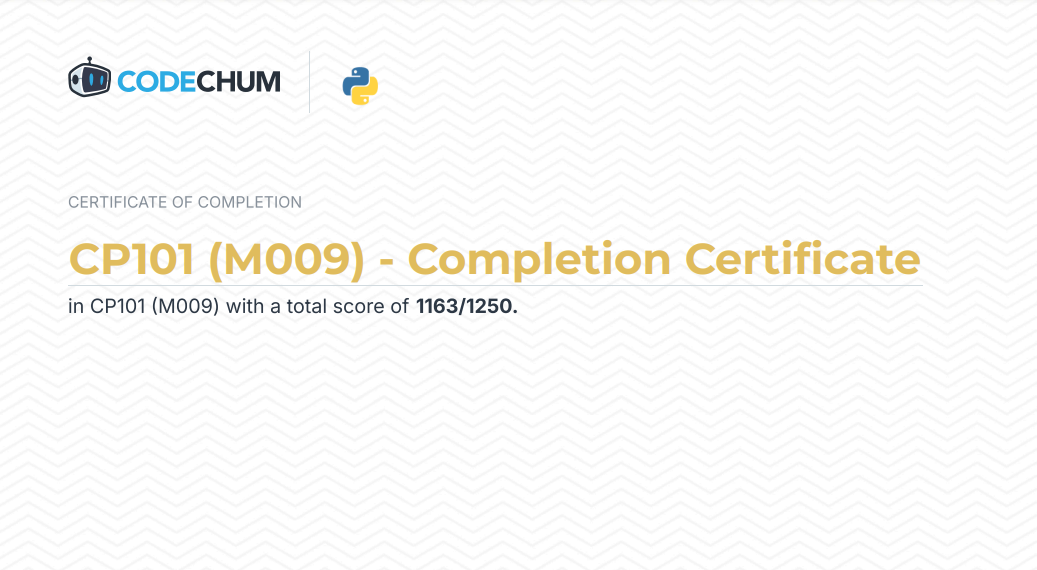 CODECHUM
CERTIFICATE OF COMPLETION
CP101 (M009) - Completion Certificate
in CP101 (M009) with a total score of 1163/1250.